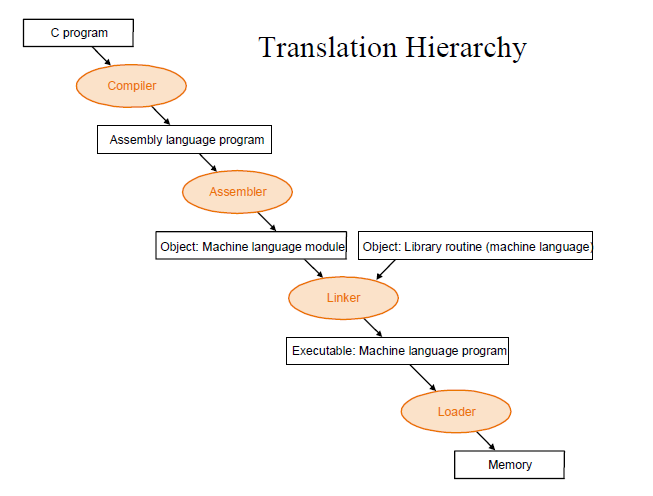 C program
Translation Hierarchy
Compiler
Assembly language program
Assembler
Object: Machine language module
Object: Library routine (machine language)
Linker
Executable: Machine language program
Loader
Memory